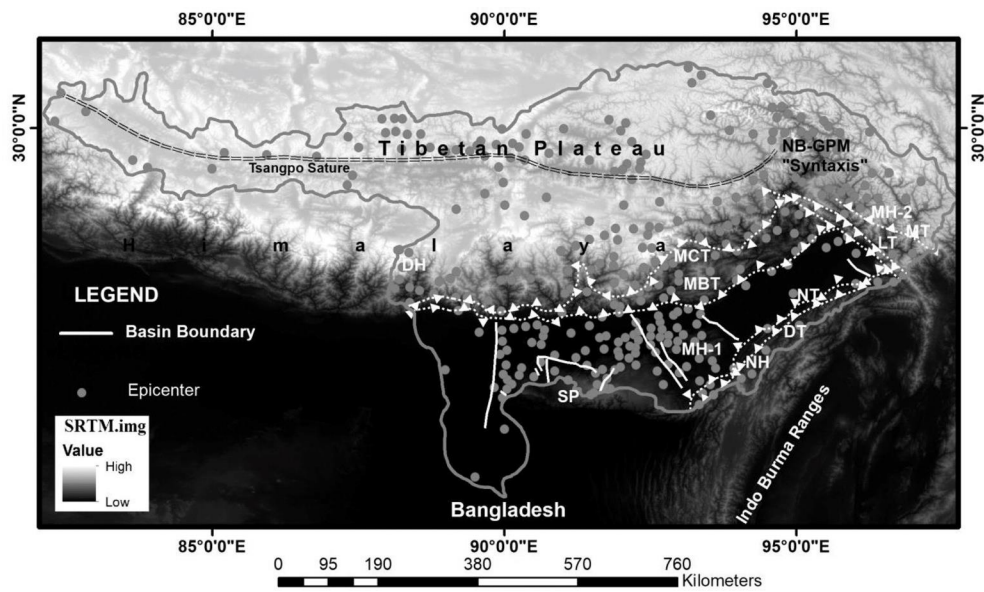 85°0'0"E 90°0'0"E 95°0'0"E
30°0'0"N
30°0'0"N
Tibetan Plateau
NB-GPM
"Syntaxis"
Tsangpo Sature
MH-2
MT
LT
Himalaya
DH
MCT
MBT
NT
DT
MH-1
NH
SP
LEGEND
Basin Boundary
Epicenter
SRTM.img
Value
High
Low
Indo Burma Ranges
Bangladesh
85°0'0"E 90°0'0"E 95°0'0"E
0 95 190 380 570 760
Kilometers